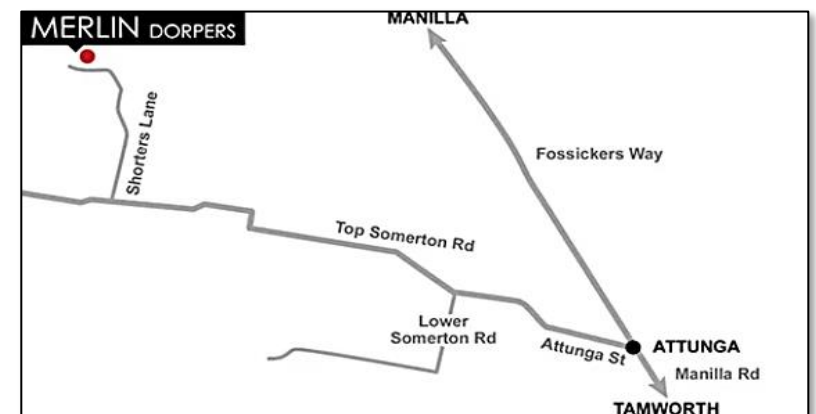 MANILLA
MERLIN DORPERS
Shorters Lane
Fossickers Way
Top Somerton Rd
Lower
Somerton Rd
Attunga St
ATTUNGA
Manilla Rd
TAMWORTH